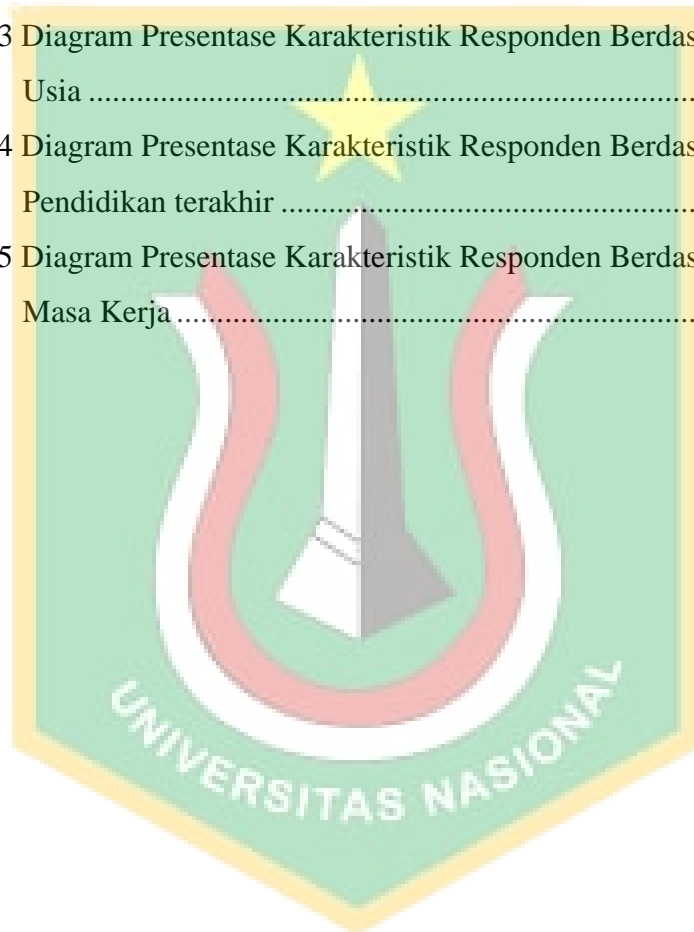 3 Diagram Presentase Karakteristik Responden Berdas
Usia ......................................................................................
4 Diagram Presentase Karakteristik Responden Berdas
Pendidikan terakhir ..............................................................
5 Diagram Presentase Karakteristik Responden Berdas
Masa Kerja ...........................................................................
UNIVERSITAS NASIONAL